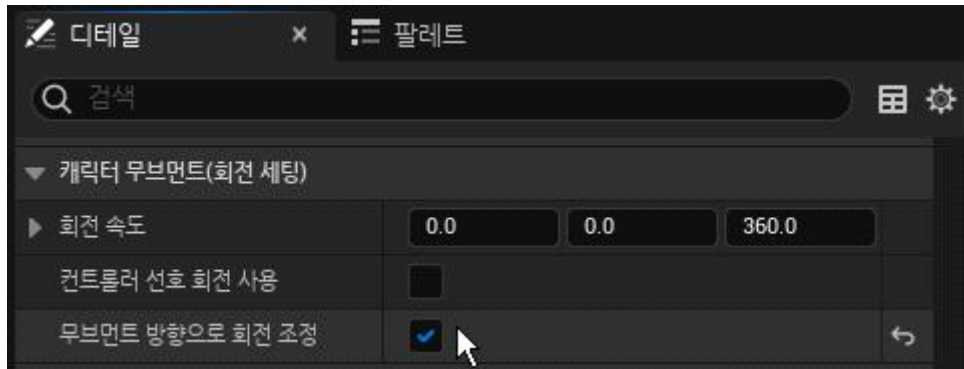 디테일 × 팔레트
검색
캐릭터 무브먼트(회전 세팅)
회전 속도 0.0 0.0 360.0
컨트롤러 선호 회전 사용
무브먼트 방향으로 회전 조정